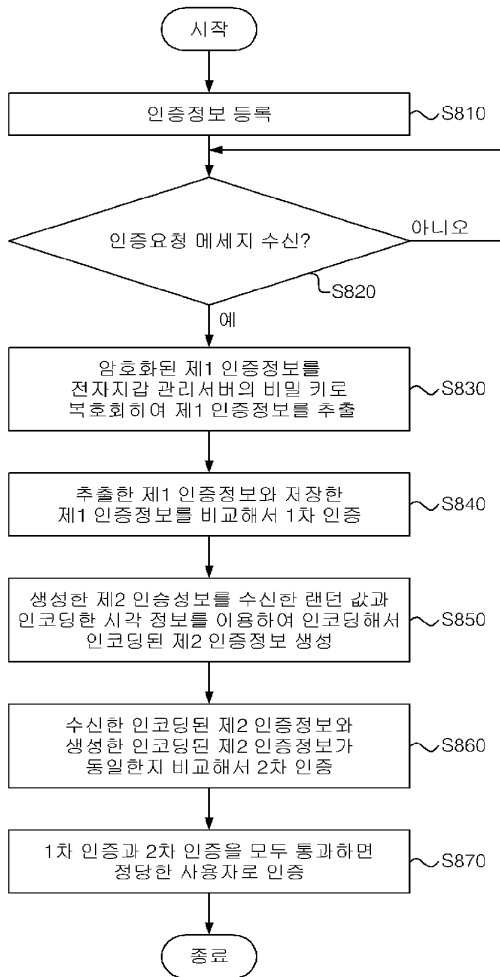 시작
인증정보 등록
S810
인증요청 메세지 수신?
아니오
S820
예
암호화된 제1 인증정보를
전자지갑 관리서버의 비밀 키로
복호회히여 제1 인증정보를 추출
S830
추출한 제1 인증정보와 저장한
제1 인증정보를 비교해서 1차 인증
S840
생성한 제2 인승성보를 수신한 랜던 값과
인코딩한 시각 정보를 이용하여 인코딩해서
인코딩된 제2 인증정보 생성
S850
수신한 인코딩된 제2 인증정보와
생성한 인코딩된 제2 인증정보가
동일한지 비교해서 2차 인증
S860
1차 인증과 2차 인증을 모두 통과하면
정당한 사용자로 인증
S870
종료